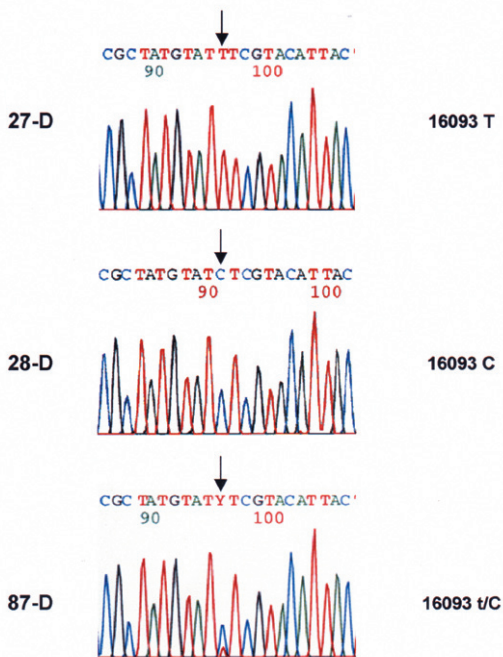 CGCTATGTATTTCGTACATTAC
90 100
27-D 16093 T
CGCTATGTATCTCGTACATTAC
90 100
28-D 16093 C
CGCTATGTATYTCGTACATTAC
90 100
87-D 16093 t/C